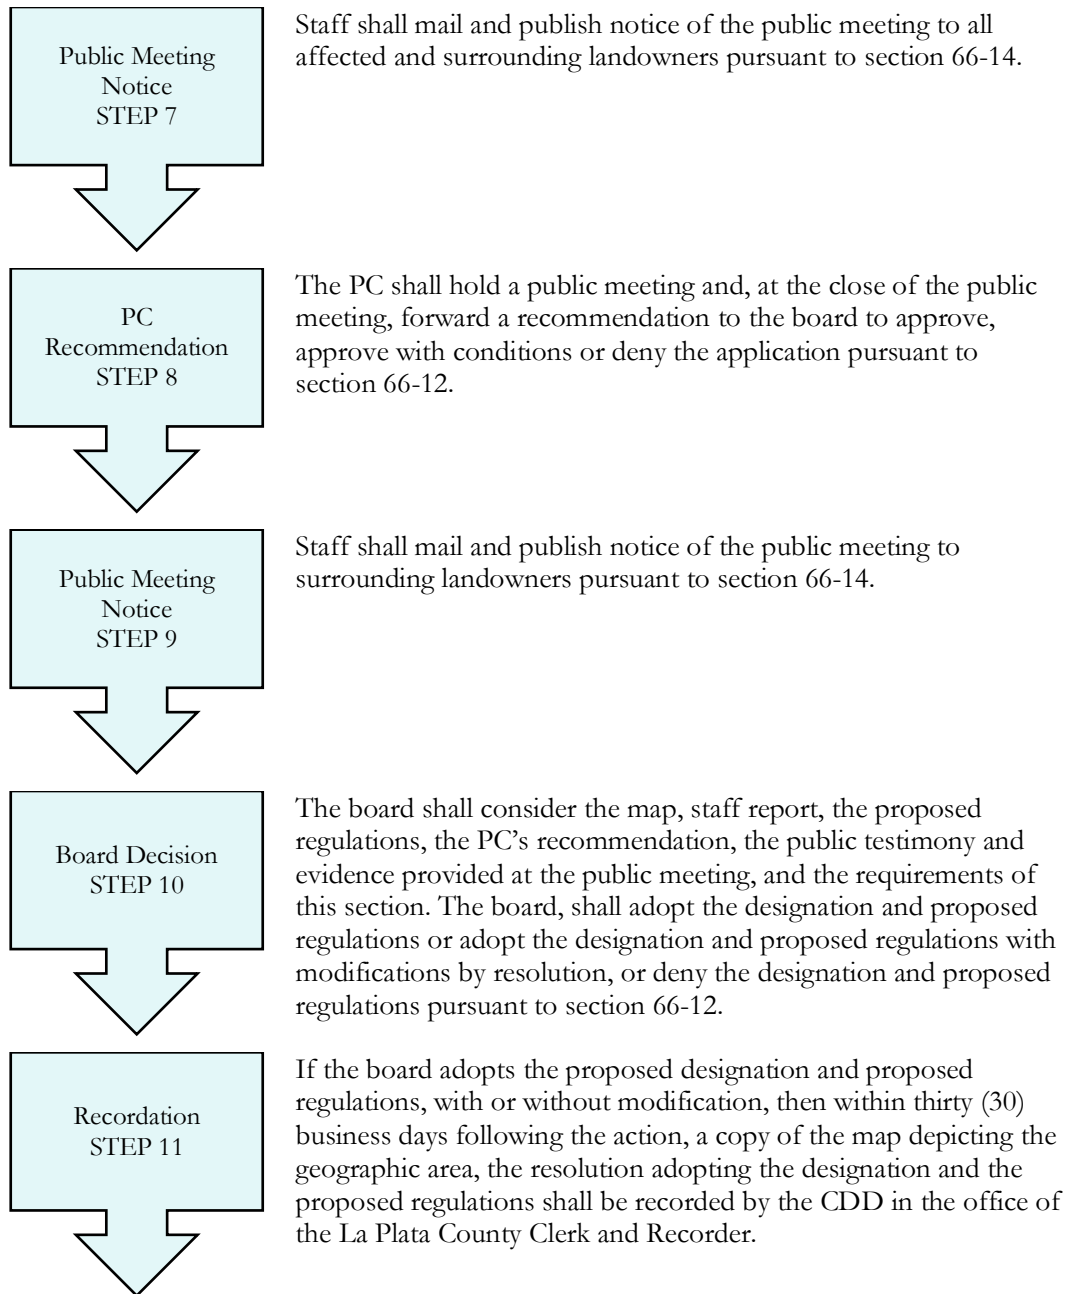 Public Meeting
Notice
STEP 7
Staff shall mail and publish notice of the public meeting to all
affected and surrounding landowners pursuant to section 66-14.
PC
Recommendation
STEP 8
The PC shall hold a public meeting and, at the close of the public
meeting, forward a recommendation to the board to approve,
approve with conditions or deny the application pursuant to
section 66-12.
Public Meeting
Notice
STEP 9
Staff shall mail and publish notice of the public meeting to
surrounding landowners pursuant to section 66-14.
Board Decision
STEP 10
The board shall consider the map, staff report, the proposed
regulations, the PC’s recommendation, the public testimony and
evidence provided at the public meeting, and the requirements of
this section. The board, shall adopt the designation and proposed
regulations or adopt the designation and proposed regulations with
modifications by resolution, or deny the designation and proposed
regulations pursuant to section 66-12.
Recordation
STEP 11
If the board adopts the proposed designation and proposed
regulations, with or without modification, then within thirty (30)
business days following the action, a copy of the map depicting the
geographic area, the resolution adopting the designation and the
proposed regulations shall be recorded by the CDD in the office of
the La Plata County Clerk and Recorder.